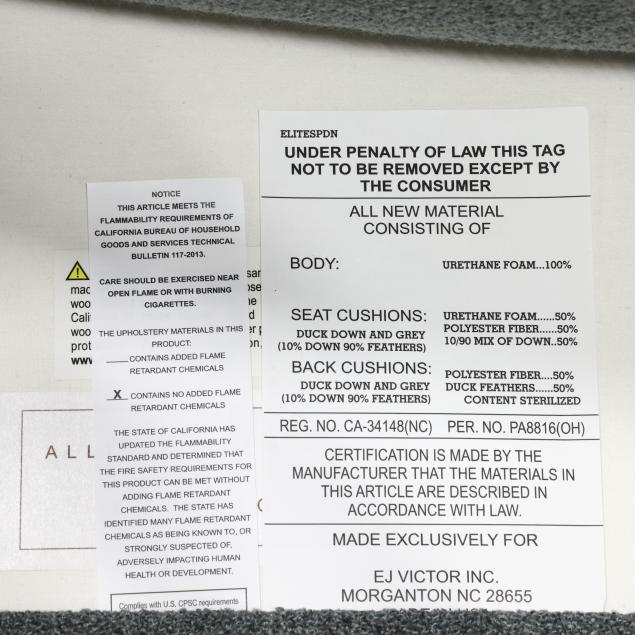 ELITESPDN
UNDER PENALTY OF LAW THIS TAG
NOT TO BE REMOVED EXCEPT BY
THE CONSUMER
ALL NEW MATERIAL
CONSISTING OF
BODY: URETHANE FOAM...100%
SEAT CUSHIONS: URETHANE FOAM......50%
DUCK DOWN AND GREY POLYESTER FIBER......50%
(10% DOWN 90% FEATHERS) 10/90 MIX OF DOWN..50%
BACK CUSHIONS: POLYESTER FIBER....50%
DUCK DOWN AND GREY DUCK FEATHERS......50%
(10% DOWN 90% FEATHERS) CONTENT STERILIZED
REG. NO. CA-34148(NC) PER. NO. PA8816(OH)
CERTIFICATION IS MADE BY THE
MANUFACTURER THAT THE MATERIALS IN
THIS ARTICLE ARE DESCRIBED IN
ACCORDANCE WITH LAW.
MADE EXCLUSIVELY FOR
EJ VICTOR INC.
MORGANTON NC 28655
NOTICE
THIS ARTICLE MEETS THE
FLAMMABILITY REQUIREMENTS OF
CALIFORNIA BUREAU OF HOUSEHOLD
GOODS AND SERVICES TECHNICAL
BULLETIN 117-2013.
CARE SHOULD BE EXERCISED NEAR
OPEN FLAME OR WITH BURNING
CIGARETTES.
THE UPHOLSTERY MATERIALS IN THIS
PRODUCT:
____CONTAINS ADDED FLAME
RETARDANT CHEMICALS
X CONTAINS NO ADDED FLAME
RETARDANT CHEMICALS
THE STATE OF CALIFORNIA HAS
UPDATED THE FLAMMABILITY
STANDARD AND DETERMINED THAT
THE FIRE SAFETY REQUIREMENTS FOR
THIS PRODUCT CAN BE MET WITHOUT
ADDING FLAME RETARDANT
CHEMICALS. THE STATE HAS
IDENTIFIED MANY FLAME RETARDANT
CHEMICALS AS BEING KNOWN TO, OR
STRONGLY SUSPECTED OF,
ADVERSELY IMPACTING HUMAN
HEALTH OR DEVELOPMENT.
Complies with U.S. CPSC requirements
ALL